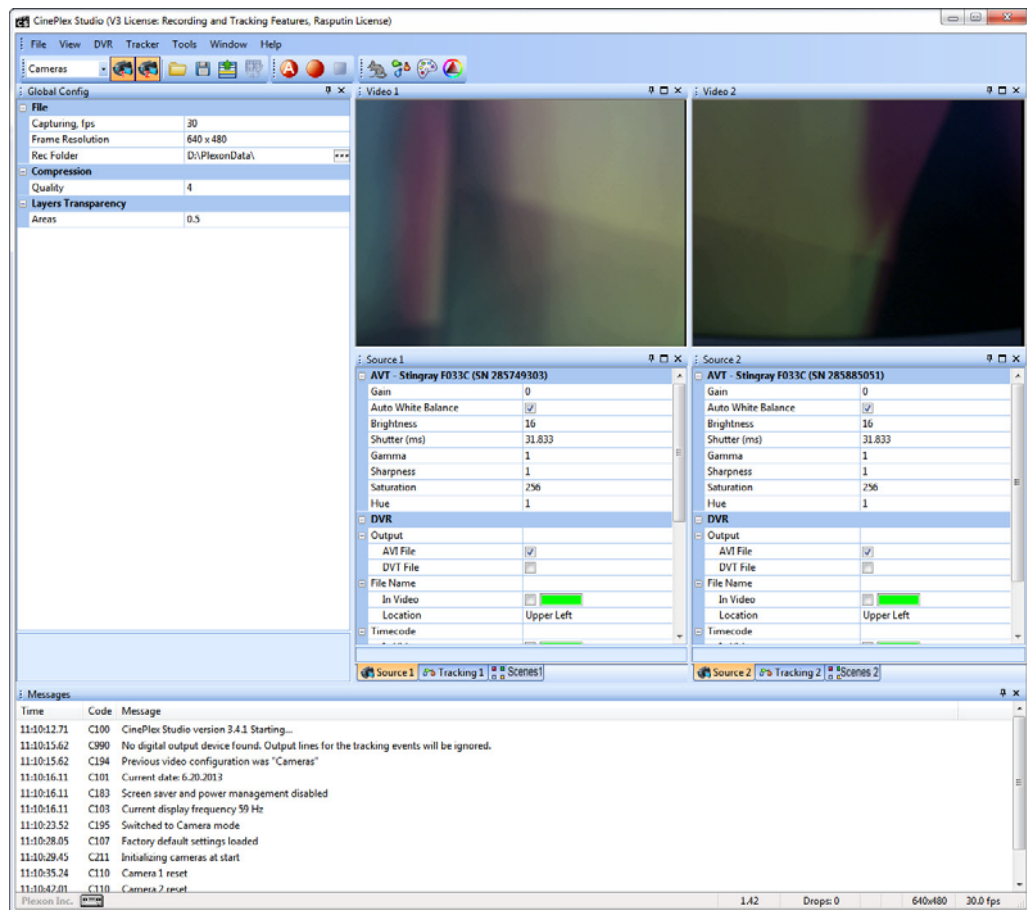 CinePlex Studio (V3 License: Recording and Tracking Features, Rasputin License)
File View DVR Tracker Tools Window Help
Cameras
Global Config
File
Capturing, fps 30
Frame Resolution 640 x 480
Rec Folder D:\PlexonData\
Compression
Quality 4
Layers Transparency
Areas 0.5
Video 1
Video 2
Source 1
AVT - Stingray F033C (SN 285749303)
Gain 0
Auto White Balance
Brightness 16
Shutter (ms) 31.833
Gamma 1
Sharpness 1
Saturation 256
Hue 1
DVR
Output
AVI File
DVT File
File Name
In Video
Location Upper Left
Timecode
Source 1 Tracking 1 Scenes1
Source 2
AVT - Stingray F033C (SN 285885051)
Gain 0
Auto White Balance
Brightness 16
Shutter (ms) 31.833
Gamma 1
Sharpness 1
Saturation 256
Hue 1
DVR
Output
AVI File
DVT File
File Name
In Video
Location Upper Left
Timecode
Source 2 Tracking 2 Scenes 2
Messages
Time Code Message
11:10:12.71 C100 CinePlex Studio version 3.4.1 Starting...
11:10:15.62 C990 No digital output device found. Output lines for the tracking events will be ignored.
11:10:15.62 C194 Previous video configuration was "Cameras"
11:10:16.11 C101 Current date: 6.20.2013
11:10:16.11 C183 Screen saver and power management disabled
11:10:16.11 C103 Current display frequency 59 Hz
11:10:23.52 C195 Switched to Camera mode
11:10:28.05 C107 Factory default settings loaded
11:10:29.45 C211 Initializing cameras at start
11:10:35.24 C110 Camera 1 reset
11:10:42.01 C110 Camera 2 reset
Plexon Inc. 1.42 Drops: 0 640x480 30.0 fps